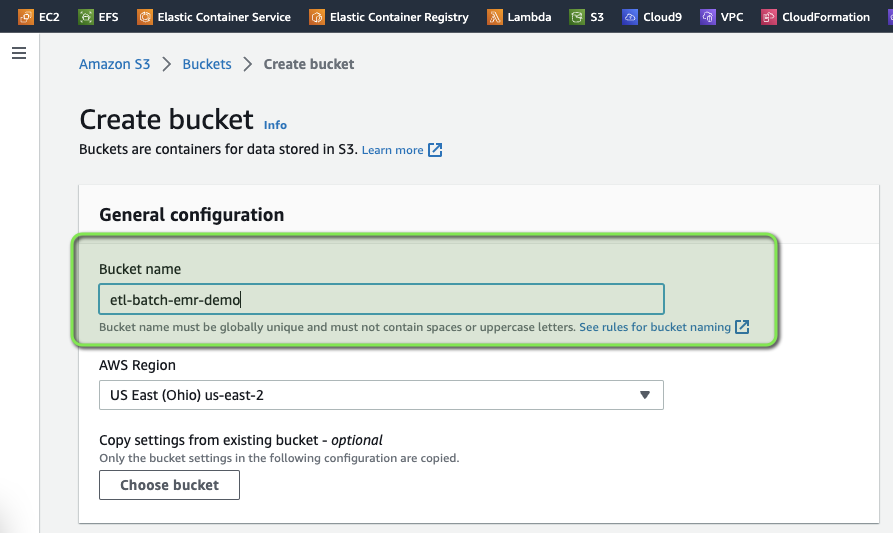 EC2 EFS Elastic Container Service Elastic Container Registry Lambda S3 Cloud9 VPC CloudFormation
Amazon S3 > Buckets > Create bucket
Create bucket Info
Buckets are containers for data stored in S3. Learn more
General configuration
Bucket name
etl-batch-emr-demo
Bucket name must be globally unique and must not contain spaces or uppercase letters. See rules for bucket naming
AWS Region
US East (Ohio) us-east-2
Copy settings from existing bucket - optional
Only the bucket settings in the following configuration are copied.
Choose bucket